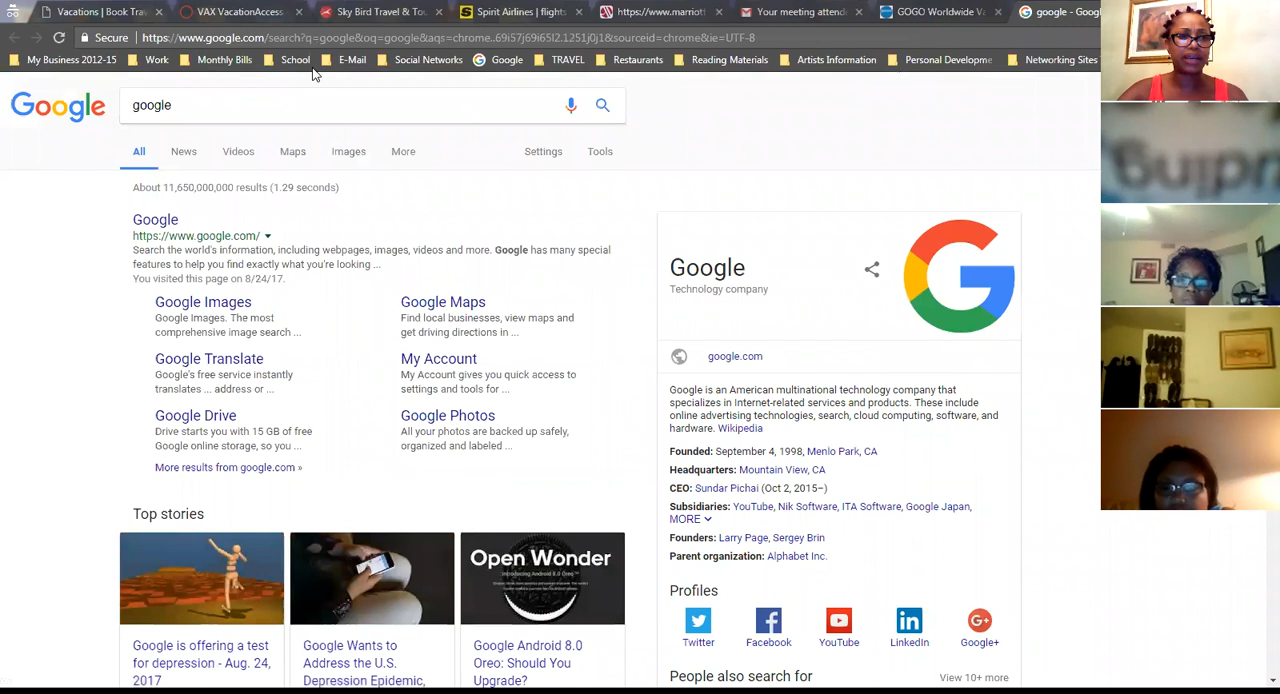 Vacations | Book Tra
VAX VacationAccess
Sky Bird Travel & Tou
Spirit Airlines | flights
https://www.marriott
Your meeting attende
GOGO Worldwide V
google - Goog
Secure
https://www.google.com/search?q=google&oq=google&aqs=chrome..69i57j69i65l2.1251j0j1&sourceid=chrome&ie=UTF-8
My Business 2012-15
Work
Monthly Bills
School
E-Mail
Social Networks
Google
TRAVEL
Restaurants
Reading Materials
Artists Information
Personal Developme
Networking Sites
Google
google
All
News
Videos
Maps
Images
More
Settings
Tools
About 11,650,000,000 results (1.29 seconds)
Google
https://www.google.com/
Search the world's information, including webpages, images, videos and more. Google has many special
features to help you find exactly what you're looking ...
You visited this page on 8/24/17.
Google Images
Google Images. The most
comprehensive image search ...
Google Maps
Find local businesses, view maps and
get driving directions in ...
Google Translate
Google's free service instantly
translates ... address or ...
My Account
My Account gives you quick access to
settings and tools for ...
Google Drive
Drive starts you with 15 GB of free
Google online storage, so you ...
Google Photos
All your photos are backed up safely,
organized and labeled ...
More results from google.com »
Top stories
Open Wonder
Introducing Android 8.0 Oreo
Google is offering a test
for depression - Aug. 24,
2017
Google Wants to
Address the U.S.
Depression Epidemic,
Google Android 8.0
Oreo: Should You
Upgrade?
Google
Technology company
G
google.com
Google is an American multinational technology company that
specializes in Internet-related services and products. These include
online advertising technologies, search, cloud computing, software, and
hardware. Wikipedia
Founded: September 4, 1998, Menlo Park, CA
Headquarters: Mountain View, CA
CEO: Sundar Pichai (Oct 2, 2015–)
Subsidiaries: YouTube, Nik Software, ITA Software, Google Japan,
MORE
Founders: Larry Page, Sergey Brin
Parent organization: Alphabet Inc.
Profiles
Twitter
Facebook
YouTube
LinkedIn
Google+
People also search for
View 10+ more